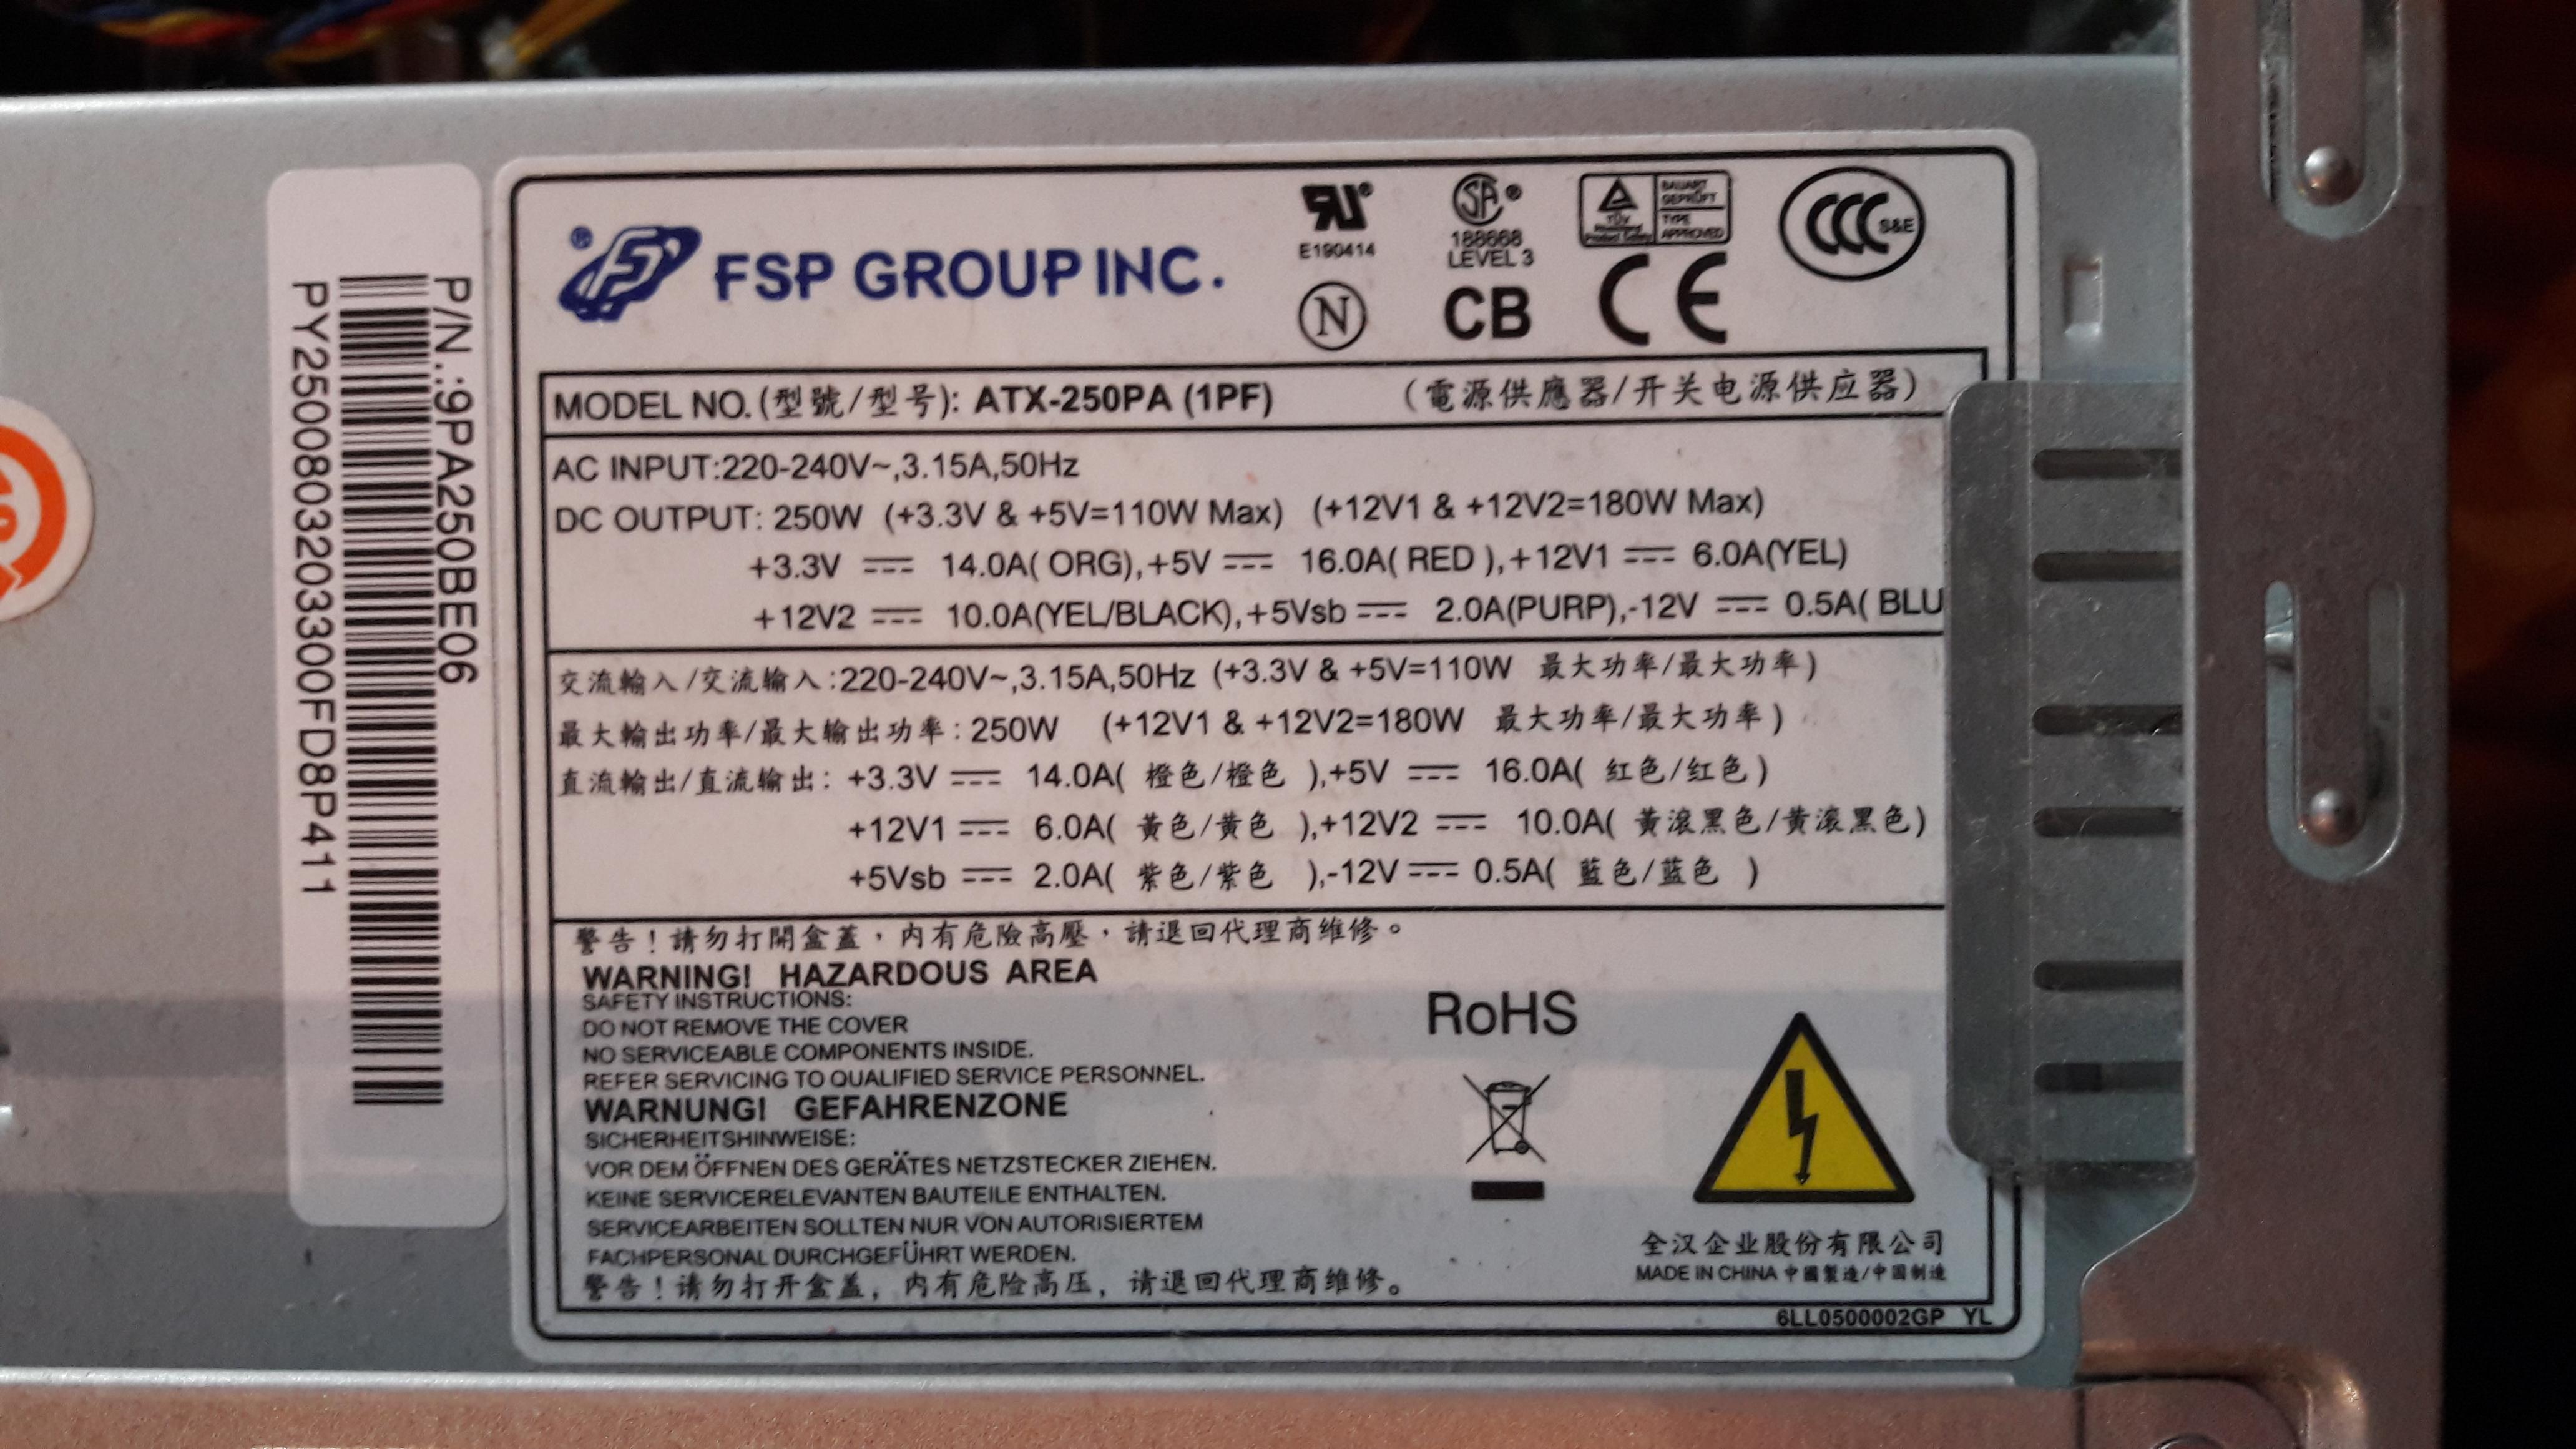 P/N.:9PA250BE06
PY25008032033​00FD8P411
FSP GROUP INC.
E190414
188668
LEVEL 3
BAUART
GEPRÜFT
TÜV
TYPE
APPROVED
S&E
N
CB
CE
MODEL NO.(型號/型号): ATX-250PA (1PF) (電源供應器/开关电源供应器)
AC INPUT:220-240V~,3.15A,50Hz
DC OUTPUT: 250W (+3.3V & +5V=110W Max) (+12V1 & +12V2=180W Max)
+3.3V 14.0A( ORG),+5V 16.0A( RED ),+12V1 6.0A(YEL)
+12V2 10.0A(YEL/BLACK),+5Vsb 2.0A(PURP),-12V 0.5A( BLU
交流輸入/交流输入:220-240V~,3.15A,50Hz (+3.3V & +5V=110W 最大功率/最大功率)
最大輸出功率/最大输出功率: 250W (+12V1 & +12V2=180W 最大功率/最大功率)
直流輸出/直流输出: +3.3V 14.0A( 橙色/橙色 ),+5V 16.0A( 紅色/红色)
+12V1 6.0A( 黃色/黄色 ),+12V2 10.0A( 黃滾黑色/黄滚黑色)
+5Vsb 2.0A( 紫色/紫色 ),-12V 0.5A( 藍色/蓝色 )
警告!請勿打開盒蓋,內有危險高壓,請退回代理商維修。
WARNING! HAZARDOUS AREA
SAFETY INSTRUCTIONS:
DO NOT REMOVE THE COVER
NO SERVICEABLE COMPONENTS INSIDE.
REFER SERVICING TO QUALIFIED SERVICE PERSONNEL.
WARNUNG! GEFAHRENZONE
SICHERHEITSHINWEISE:
VOR DEM ÖFFNEN DES GERÄTES NETZSTECKER ZIEHEN.
KEINE SERVICERELEVANTEN BAUTEILE ENTHALTEN.
SERVICEARBEITEN SOLLTEN NUR VON AUTORISIERTEM
FACHPERSONAL DURCHGEFÜHRT WERDEN.
警告!请勿打开盒盖,内有危险高压,请退回代理商维修。
RoHS
全汉企业股份有限公司
MADE IN CHINA 中國製造/中国制造
6LL0500002GP YL